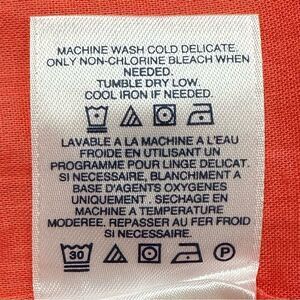 MACHINE WASH COLD DELICATE.
ONLY NON-CHLORINE BLEACH WHEN
NEEDED.
TUMBLE DRY LOW.
COOL IRON IF NEEDED.
LAVABLE A LA MACHINE A L'EAU
FROIDE EN UTILISANT UN
PROGRAMME POUR LINGE DELICAT.
SI NECESSAIRE, BLANCHIMENT A
BASE D'AGENTS OXYGENES
UNIQUEMENT . SECHAGE EN
MACHINE A TEMPERATURE
MODEREE. REPASSER AU FER FROID
SI NECESSAIRE.
30 P